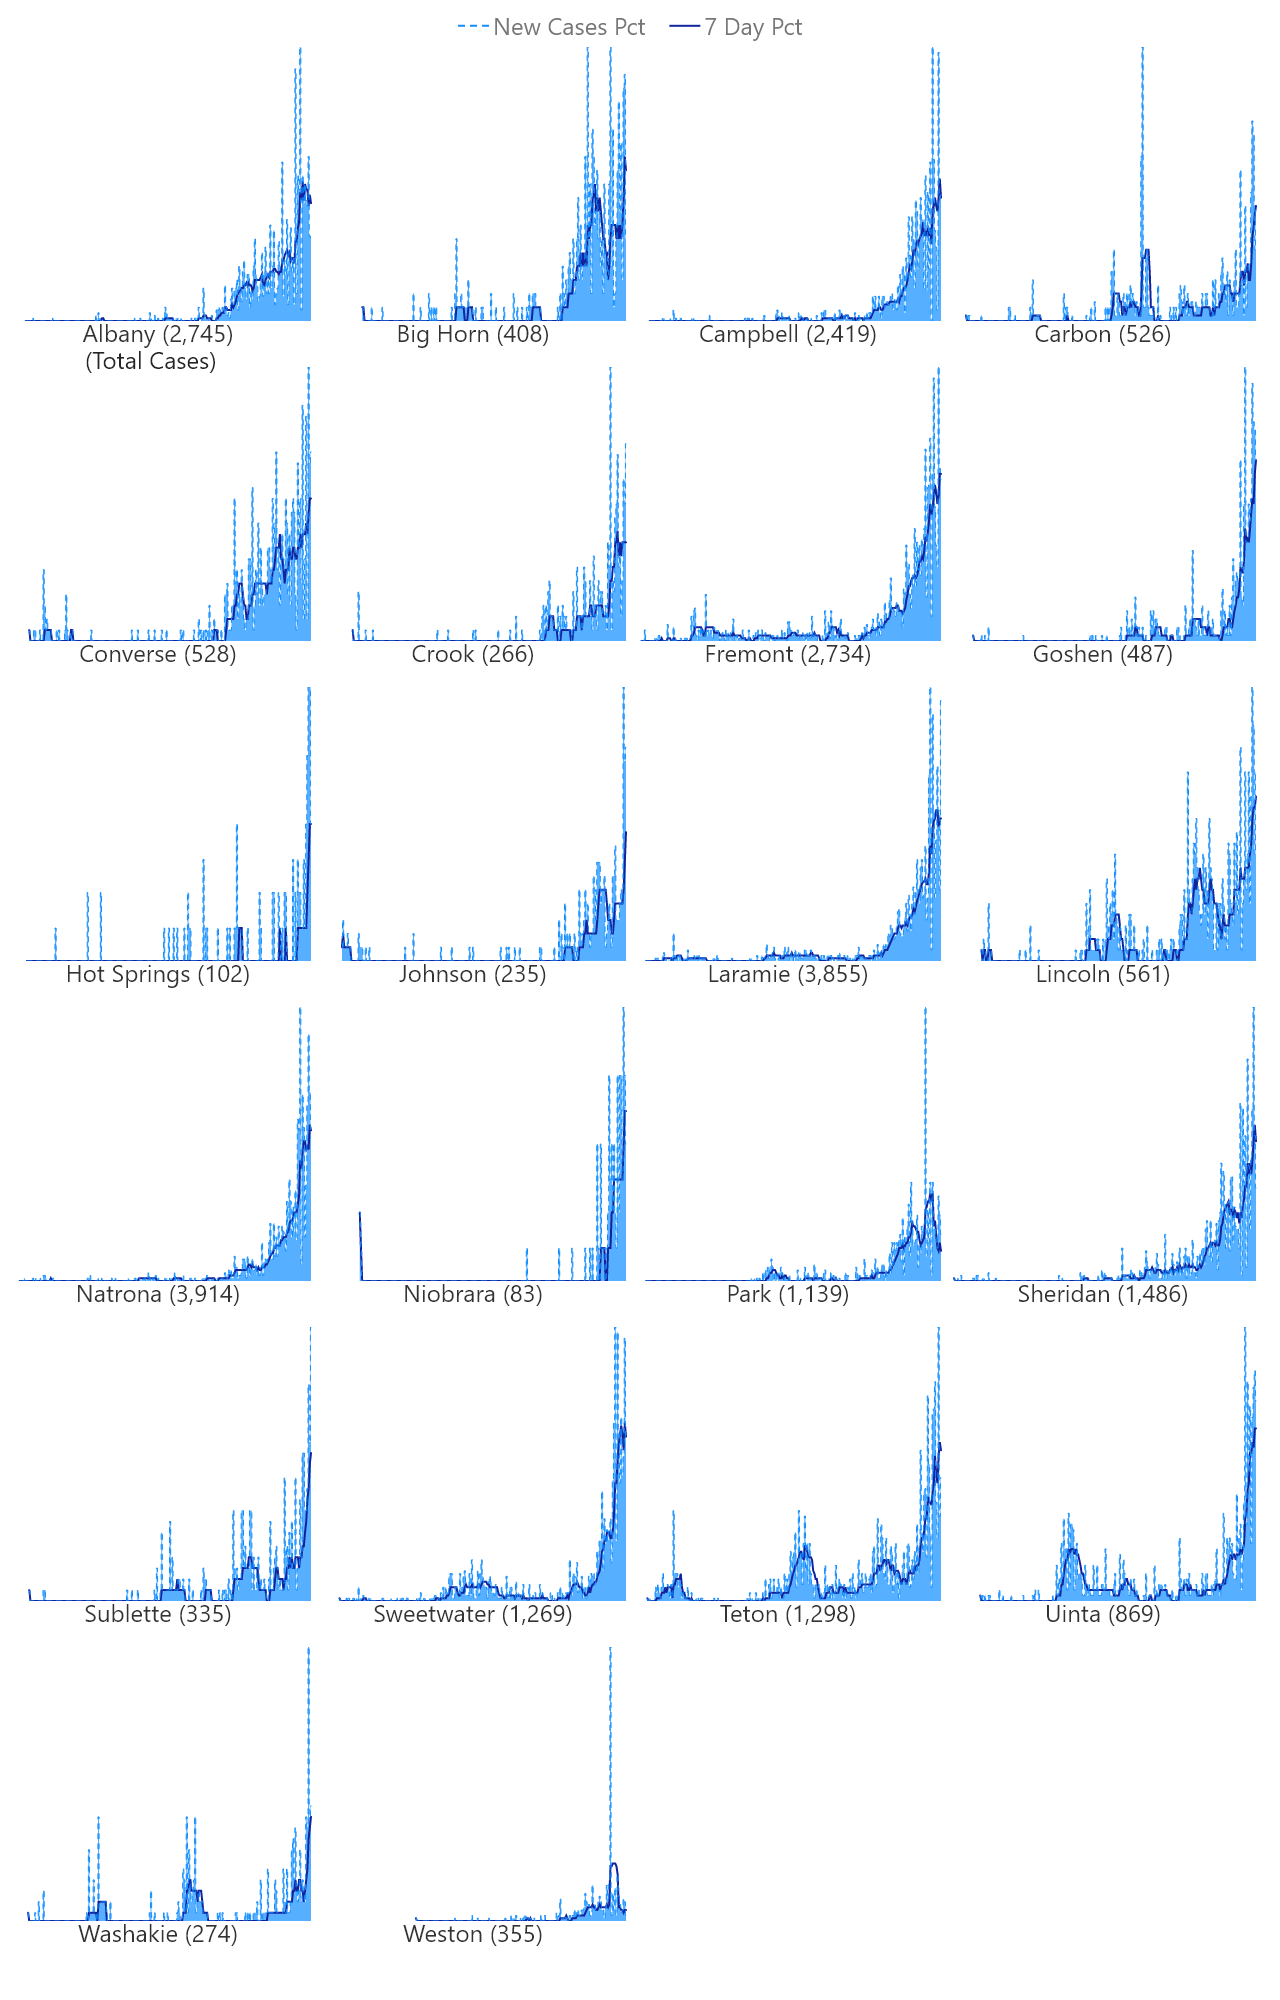 New Cases Pct 7 Day Pct
Albany (2,745) Big Horn (408) Campbell (2,419) Carbon (526)
(Total Cases)
Converse (528) Crook (266) Fremont (2,734) Goshen (487)
Hot Springs (102) Johnson (235) Laramie (3,855) Lincoln (561)
Natrona (3,914) Niobrara (83) Park (1,139) Sheridan (1,486)
Sublette (335) Sweetwater (1,269) Teton (1,298) Uinta (869)
Washakie (274) Weston (355)